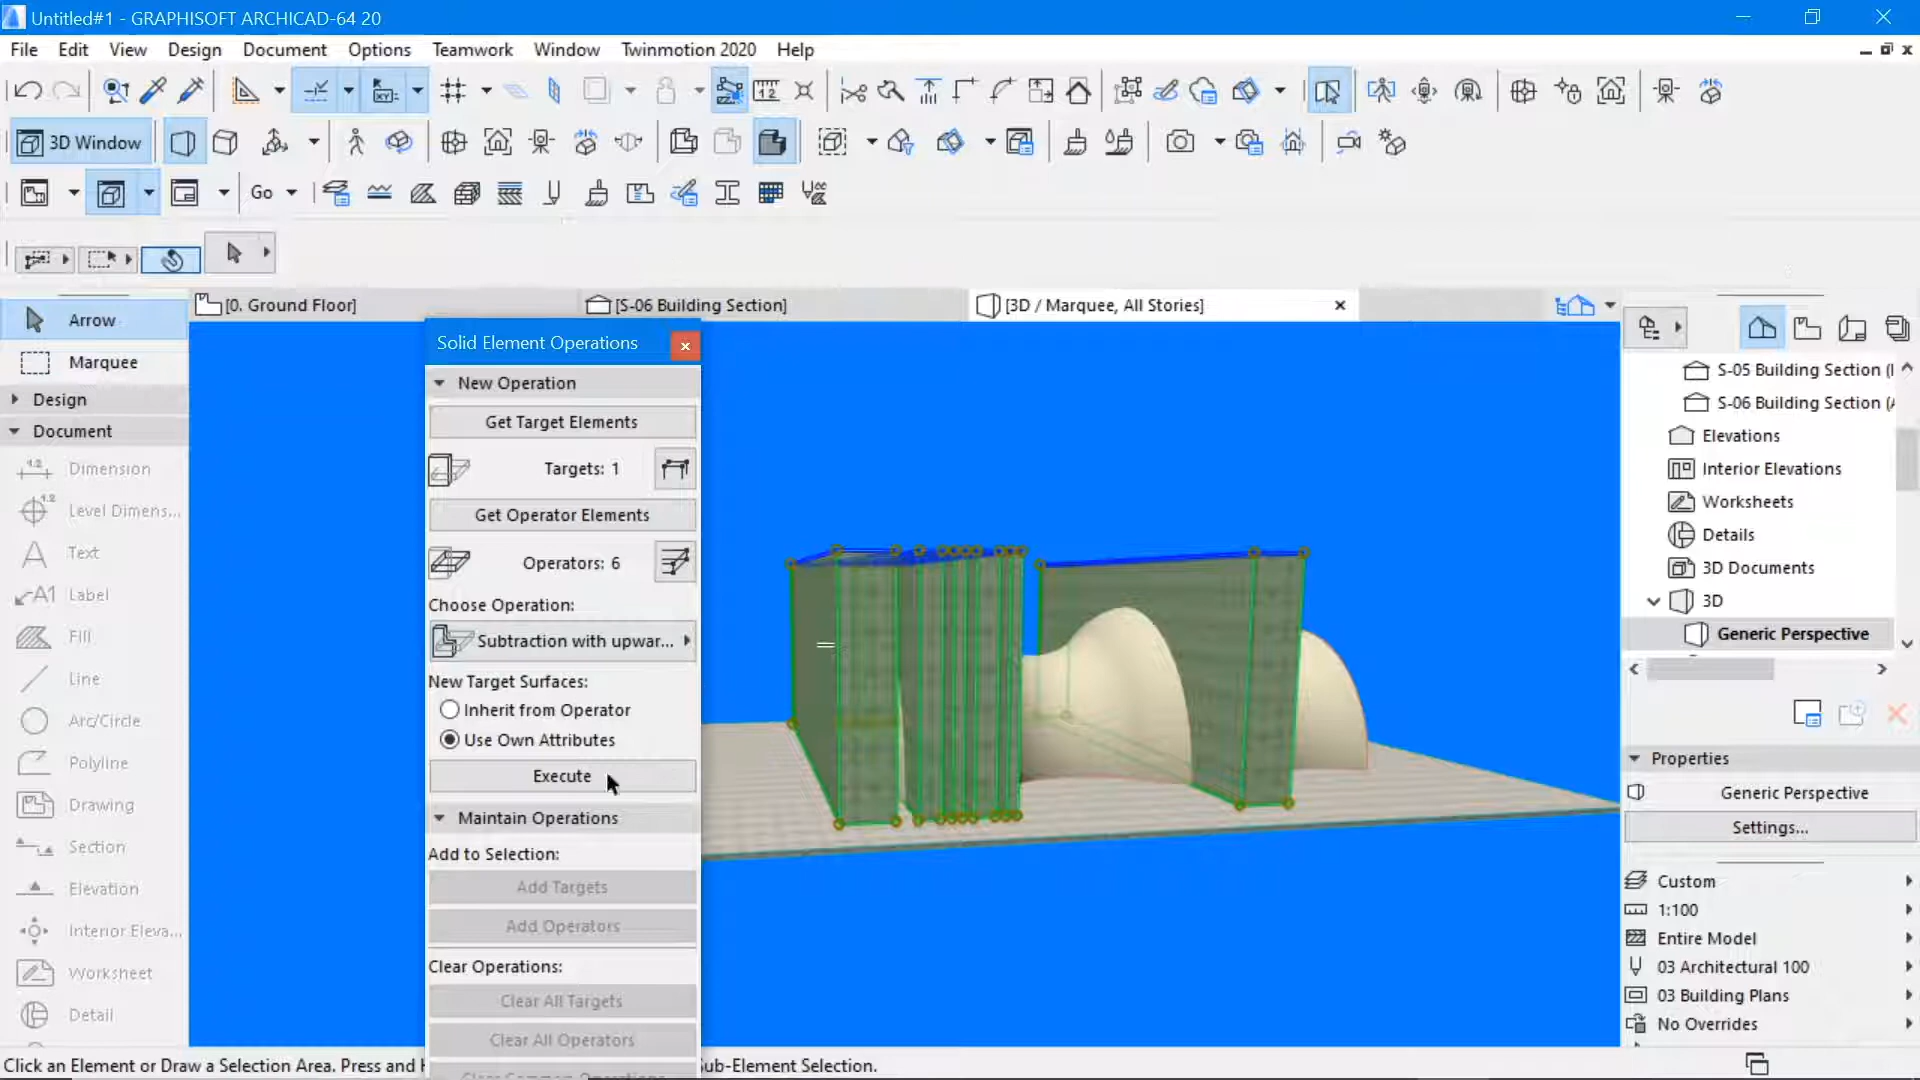 Untitled#1 - GRAPHISOFT ARCHICAD-64 20
File Edit View Design Document Options Teamwork Window Twinmotion 2020 Help
3D Window
Go
Arrow
Marquee
Design
Document
Dimension
Level Dimens...
Text
Label
Fill
Line
Arc/Circle
Polyline
Drawing
Section
Elevation
Interior Eleva...
Worksheet
Detail
[0. Ground Floor]
[S-06 Building Section]
[3D / Marquee, All Stories]
Solid Element Operations
New Operation
Get Target Elements
Targets: 1
Get Operator Elements
Operators: 6
Choose Operation:
Subtraction with upwar...
New Target Surfaces:
Inherit from Operator
Use Own Attributes
Execute
Maintain Operations
Add to Selection:
Add Targets
Add Operators
Clear Operations:
Clear All Targets
Clear All Operators
S-05 Building Section (I
S-06 Building Section (A
Elevations
Interior Elevations
Worksheets
Details
3D Documents
3D
Generic Perspective
Properties
Generic Perspective
Settings...
Custom
1:100
Entire Model
03 Architectural 100
03 Building Plans
No Overrides
Click an Element or Draw a Selection Area. Press and
Sub-Element Selection.